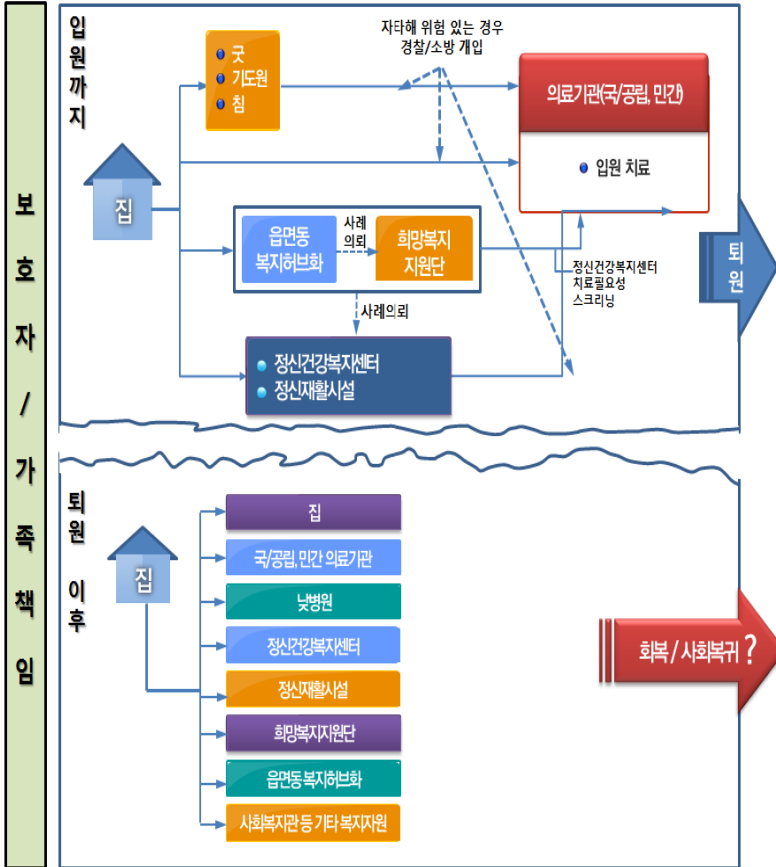 보호자 / 가족책임
입원까지
굿
기도원
침
자타해 위험 있는 경우
경찰/소방 개입
의료기관(국/공립, 민간)
입원 치료
집
읍면동
복지허브화
사례
의뢰
희망복지
지원단
정신건강복지센터
치료필요성
스크리닝
퇴원
사례의뢰
정신건강복지센터
정신재활시설
퇴원 이후
집
집
국/공립, 민간 의료기관
낮병원
정신건강복지센터
정신재활시설
희망복지지원단
읍면동 복지허브화
사회복지관 등 기타 복지자원
회복 / 사회복귀 ?